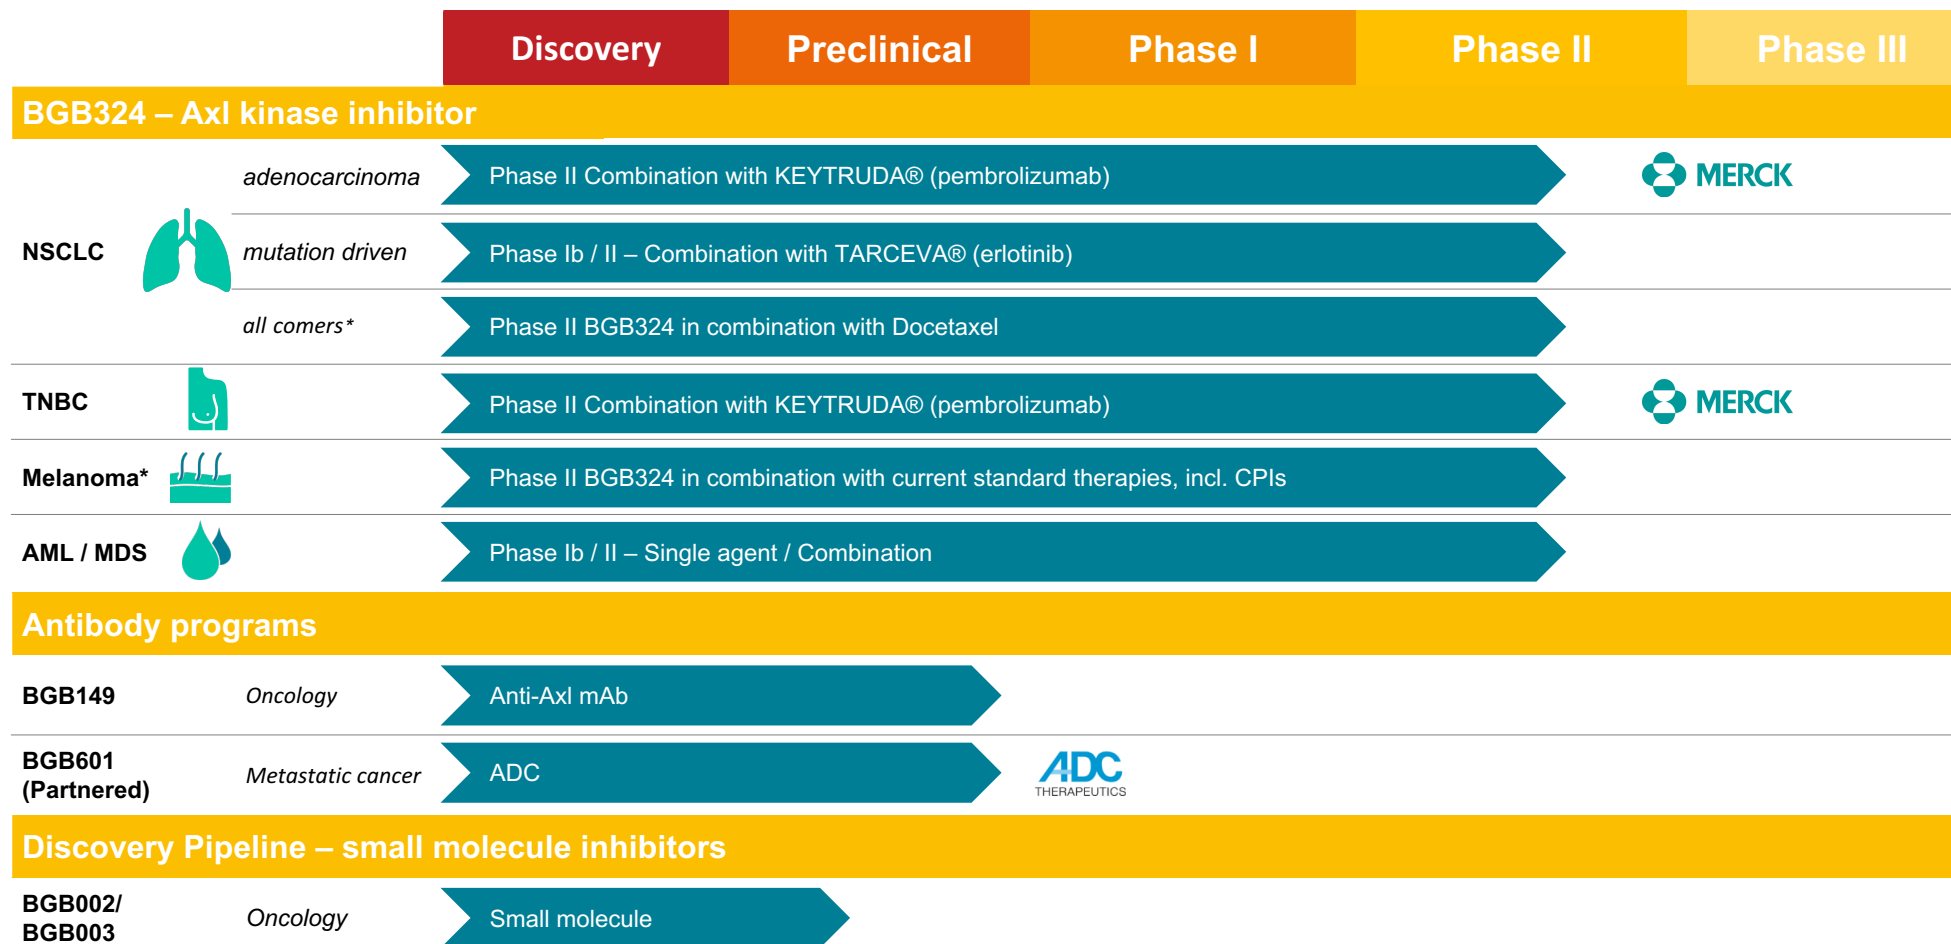 Discovery
Preclinical
Phase I
Phase II
Phase III
BGB324 – Axl kinase inhibitor
NSCLC
adenocarcinoma
Phase II Combination with KEYTRUDA® (pembrolizumab)
MERCK
mutation driven
Phase Ib / II – Combination with TARCEVA® (erlotinib)
all comers*
Phase II BGB324 in combination with Docetaxel
TNBC
Phase II Combination with KEYTRUDA® (pembrolizumab)
MERCK
Melanoma*
Phase II BGB324 in combination with current standard therapies, incl. CPIs
AML / MDS
Phase Ib / II – Single agent / Combination
Antibody programs
BGB149
Oncology
Anti-Axl mAb
BGB601
(Partnered)
Metastatic cancer
ADC
ADC
THERAPEUTICS
Discovery Pipeline – small molecule inhibitors
BGB002/
BGB003
Oncology
Small molecule